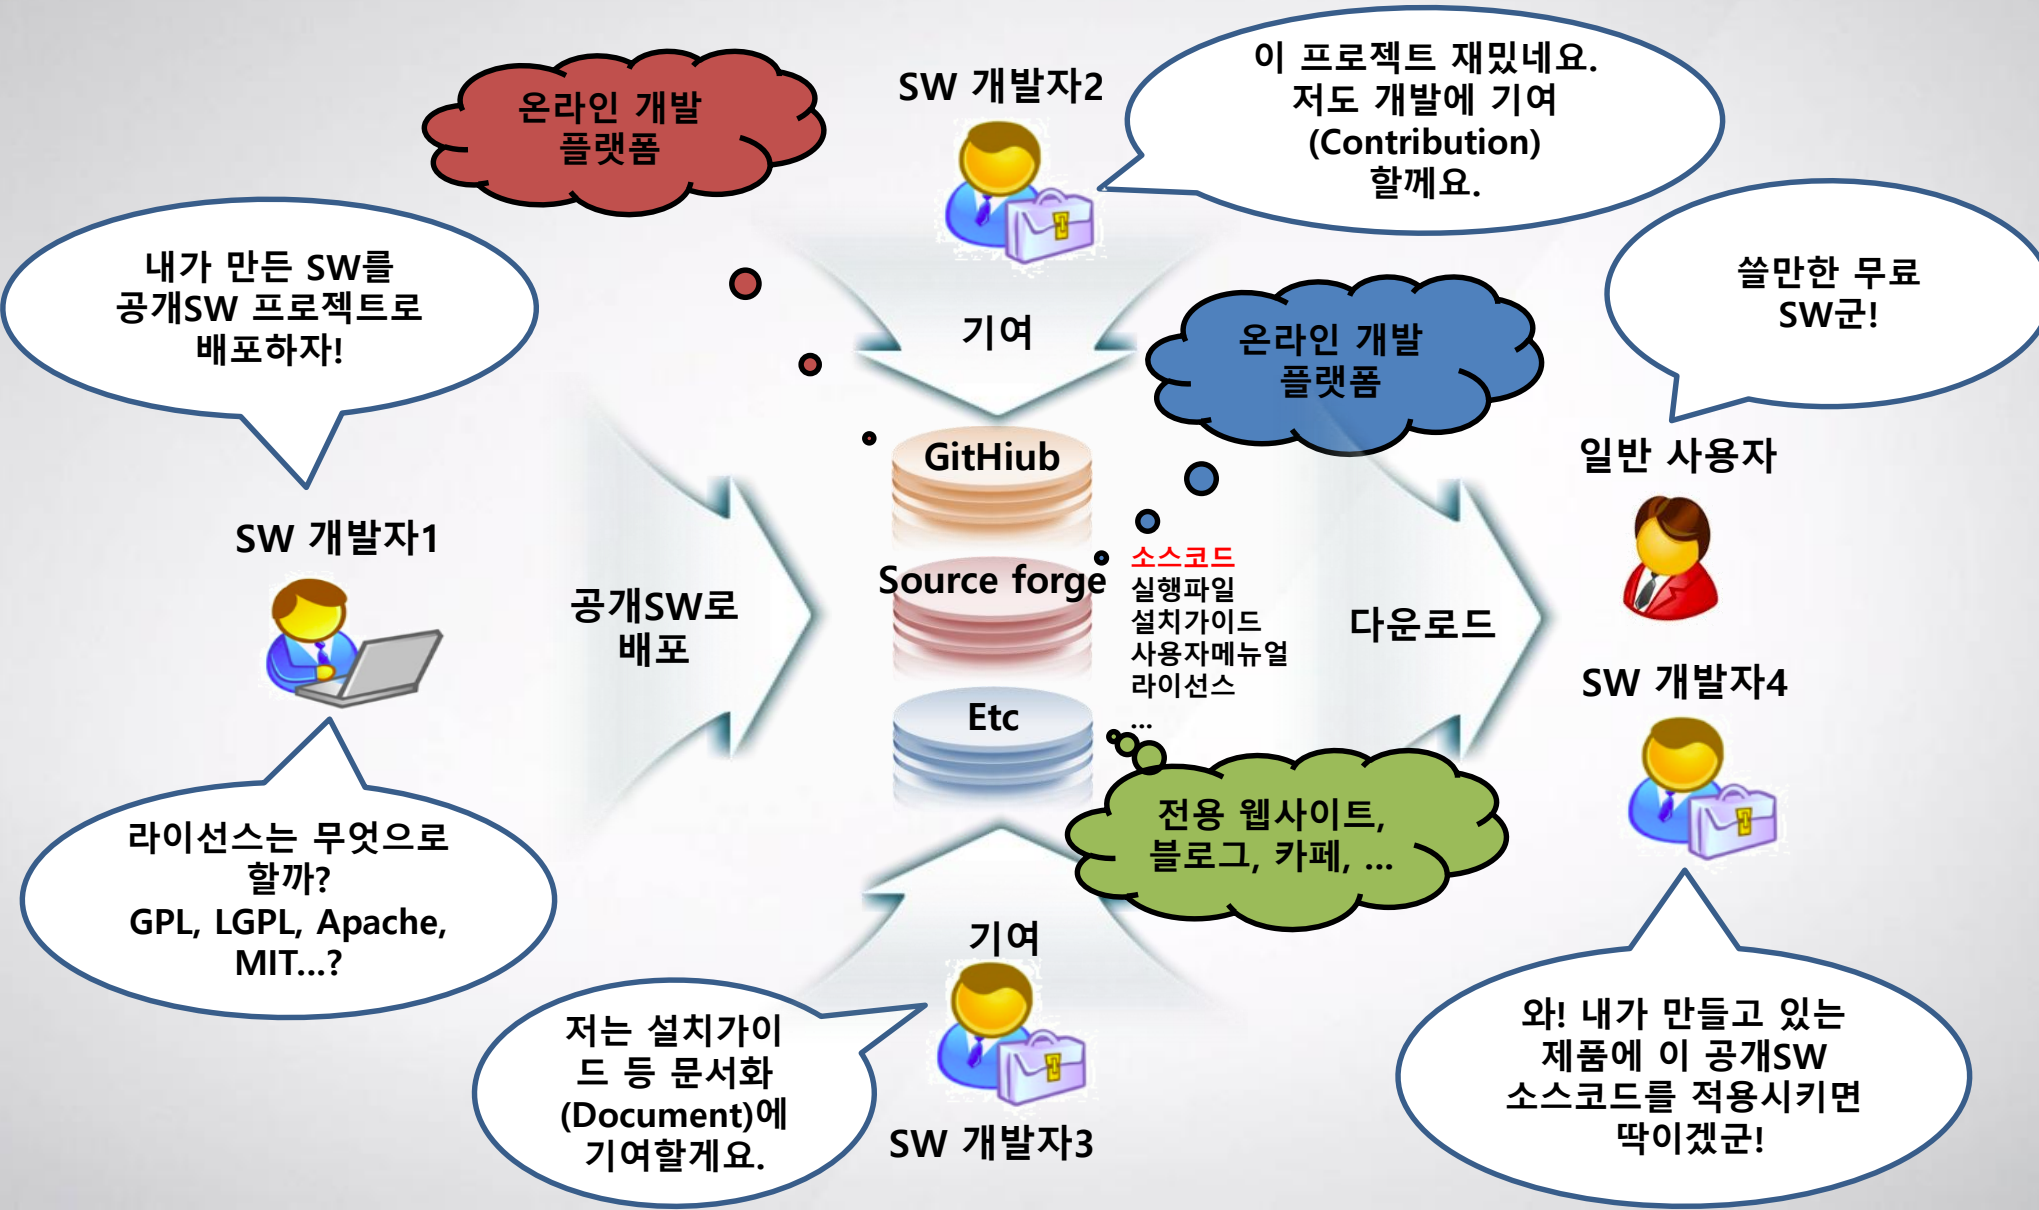 온라인 개발
플랫폼
SW 개발자2
이 프로젝트 재밌네요.
저도 개발에 기여
(Contribution)
할께요.
내가 만든 SW를
공개SW 프로젝트로
배포하자!
쓸만한 무료
SW군!
기여
온라인 개발
플랫폼
GitHiub
일반 사용자
SW 개발자1
소스코드
Source forge
실행파일
설치가이드
사용자메뉴얼
라이선스
...
공개SW로
배포
다운로드
SW 개발자4
Etc
전용 웹사이트,
블로그, 카페, ...
라이선스는 무엇으로
할까?
GPL, LGPL, Apache,
MIT...?
기여
저는 설치가이
드 등 문서화
(Document)에
기여할게요.
SW 개발자3
와! 내가 만들고 있는
제품에 이 공개SW
소스코드를 적용시키면
딱이겠군!